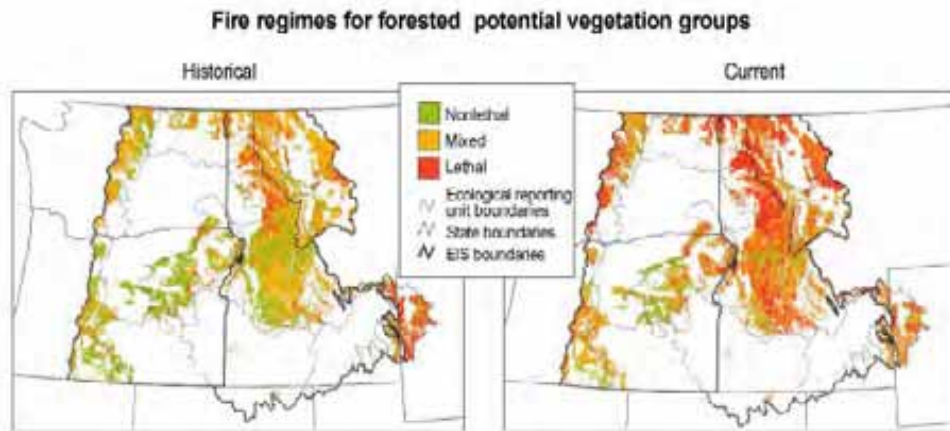 Fire regimes for forested potential vegetation groups
Historical
Current
Nonlethal
Mixed
Lethal
Ecological reporting
unit boundaries
State boundaries
EIS boundaries